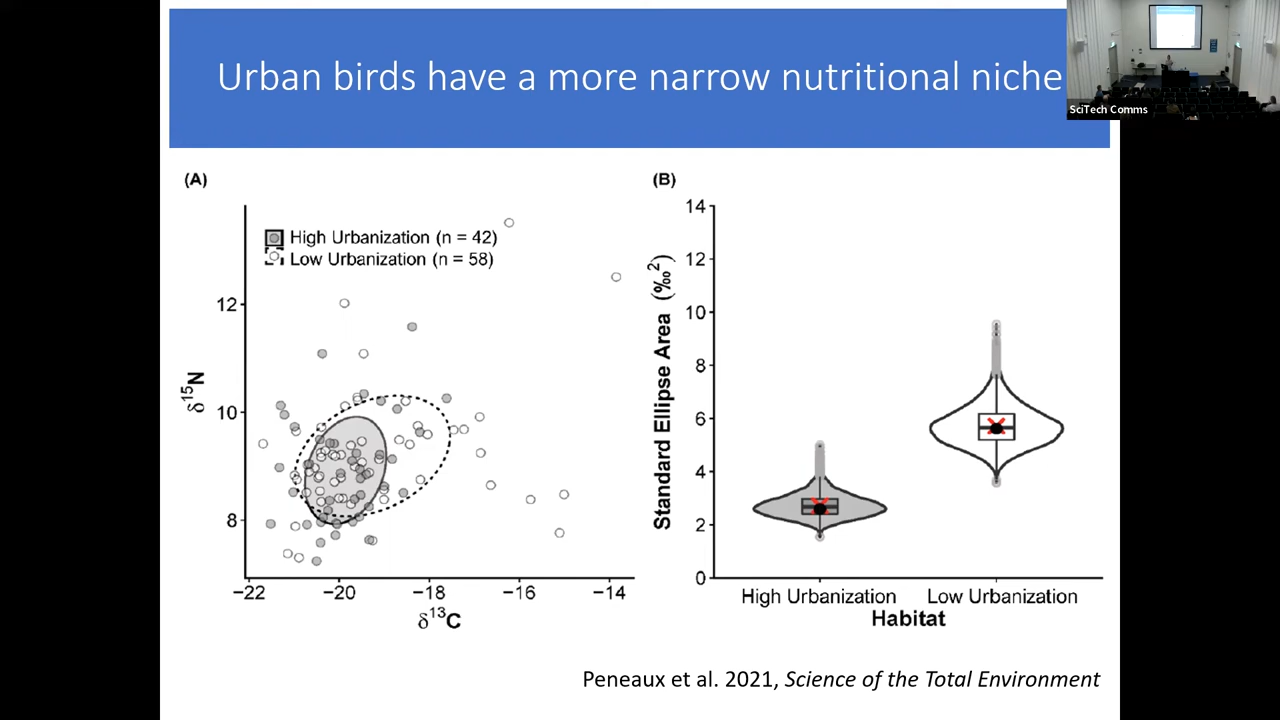 Urban birds have a more narrow nutritional niche
SciTech Comms
(A)
High Urbanization (n = 42)
Low Urbanization (n = 58)
12
10
8
δ15N
−22
−20
−18
−16
−14
δ13C
(B)
14
12
10
8
6
4
2
0
Standard Ellipse Area (‰2)
High Urbanization
Low Urbanization
Habitat
Peneaux et al. 2021, Science of the Total Environment